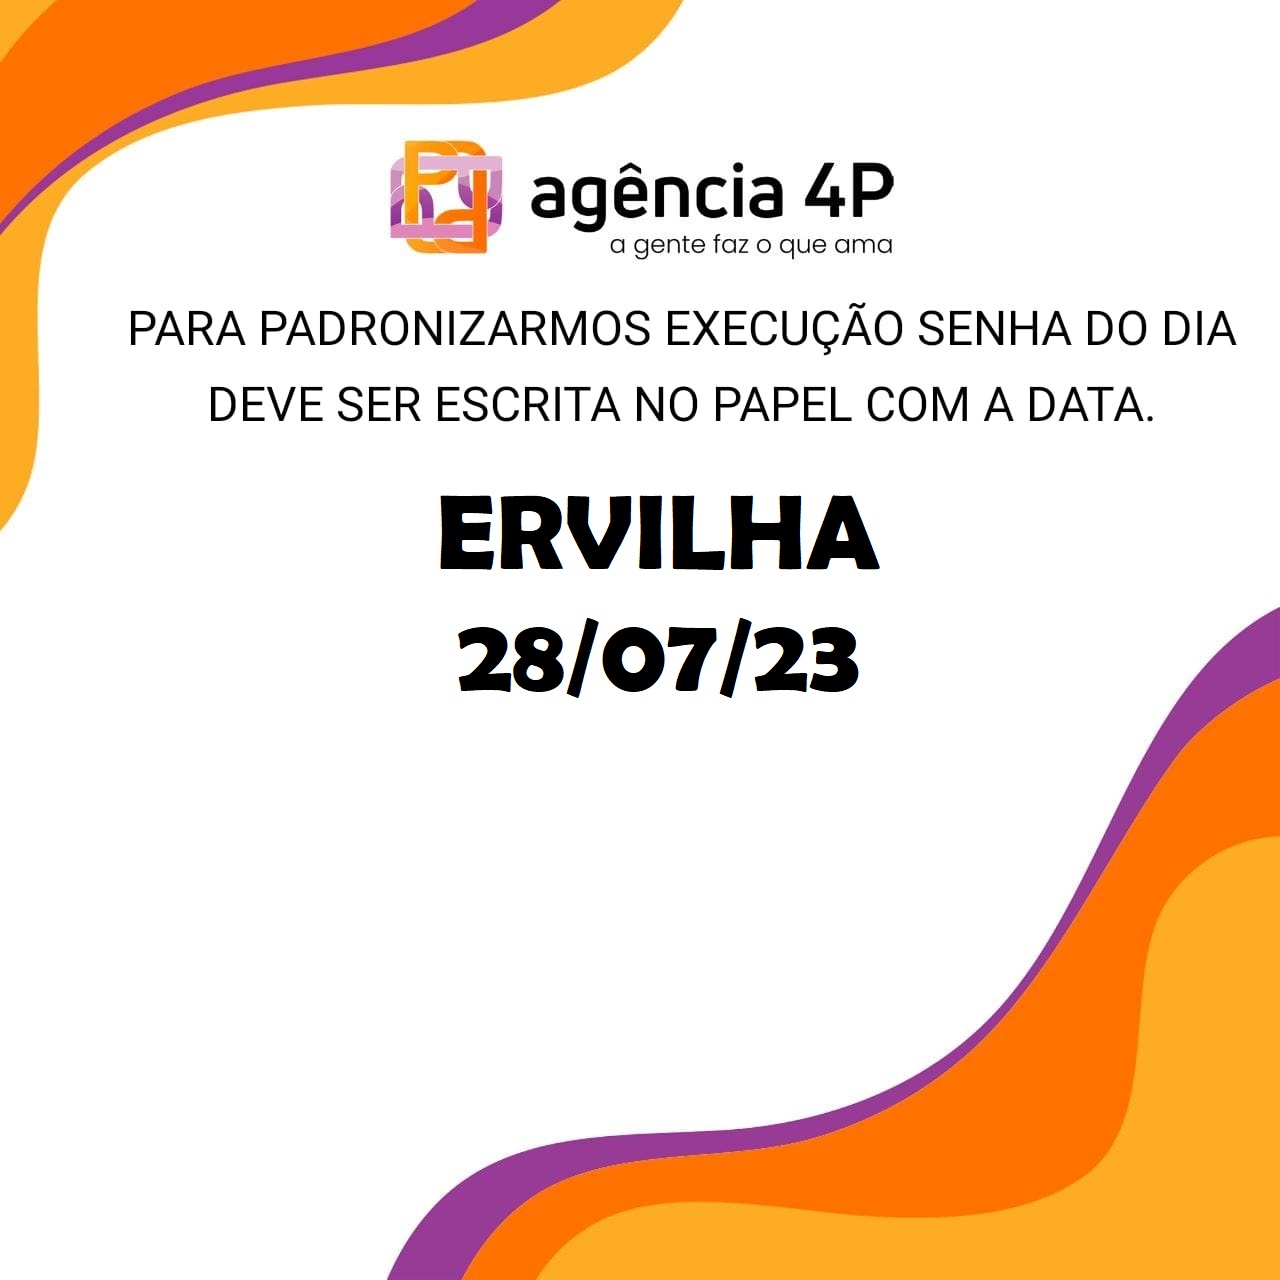 agência 4P
a gente faz o que ama
PARA PADRONIZARMOS EXECUÇÃO SENHA DO DIA
DEVE SER ESCRITA NO PAPEL COM A DATA.
ERVILHA
28/07/23